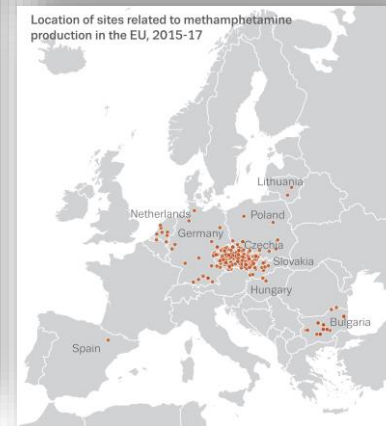 Location of sites related to methamphetamine
production in the EU, 2015-17
Lithuania
Netherlands
Poland
Germany
Czechia
Slovakia
Hungary
Bulgaria
Spain